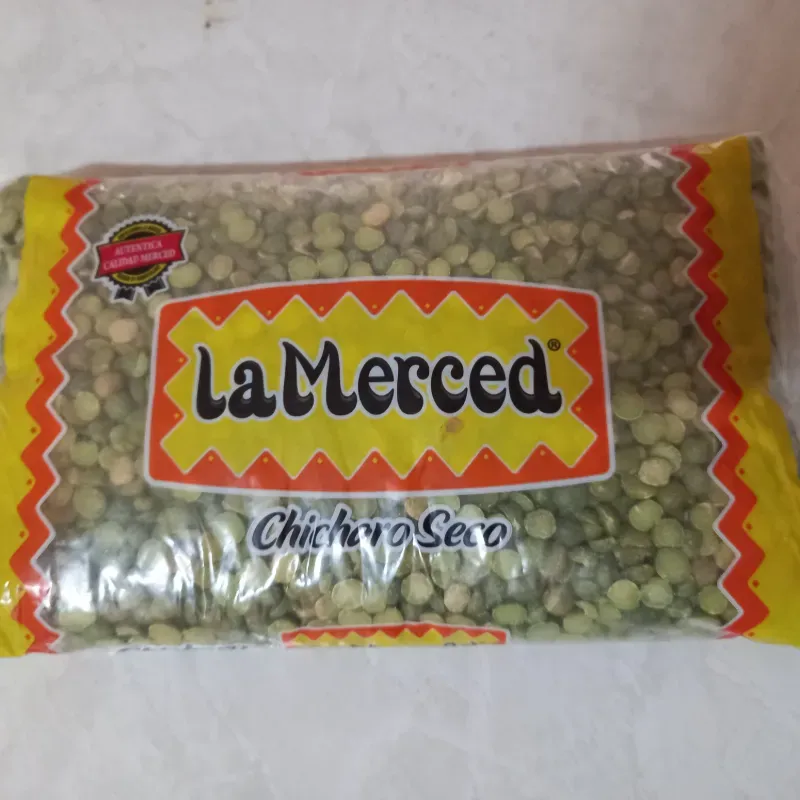 AUTENTICA
CALIDAD MERCED
La Merced®
Chicharo Seco